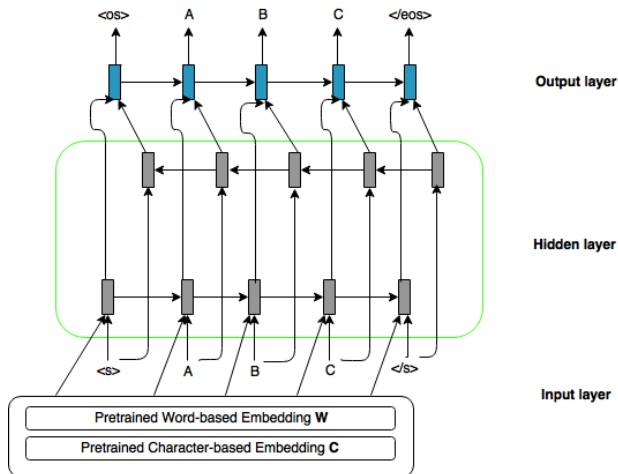 <os> A B C </eos>
Output layer
Hidden layer
<s> A B C </s>
Input layer
Pretrained Word-based Embedding W
Pretrained Character-based Embedding C